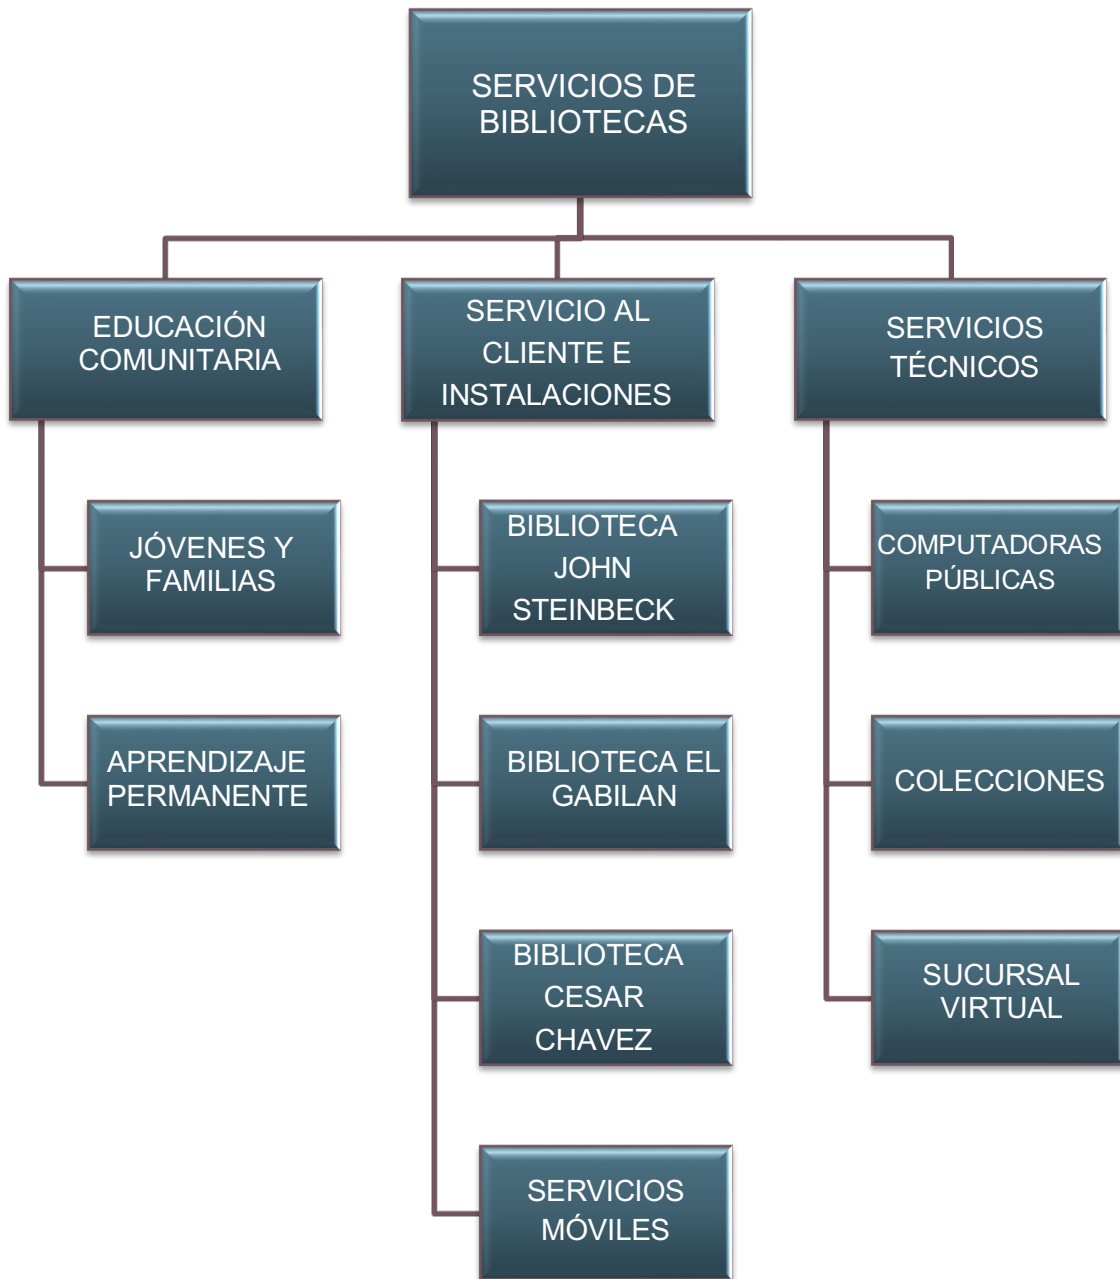 SERVICIOS DE
BIBLIOTECAS
EDUCACIÓN
COMUNITARIA
SERVICIO AL
CLIENTE E
INSTALACIONES
SERVICIOS
TÉCNICOS
JÓVENES Y
FAMILIAS
APRENDIZAJE
PERMANENTE
BIBLIOTECA
JOHN
STEINBECK
BIBLIOTECA EL
GABILAN
BIBLIOTECA
CESAR
CHAVEZ
SERVICIOS
MÓVILES
COMPUTADORAS
PÚBLICAS
COLECCIONES
SUCURSAL
VIRTUAL